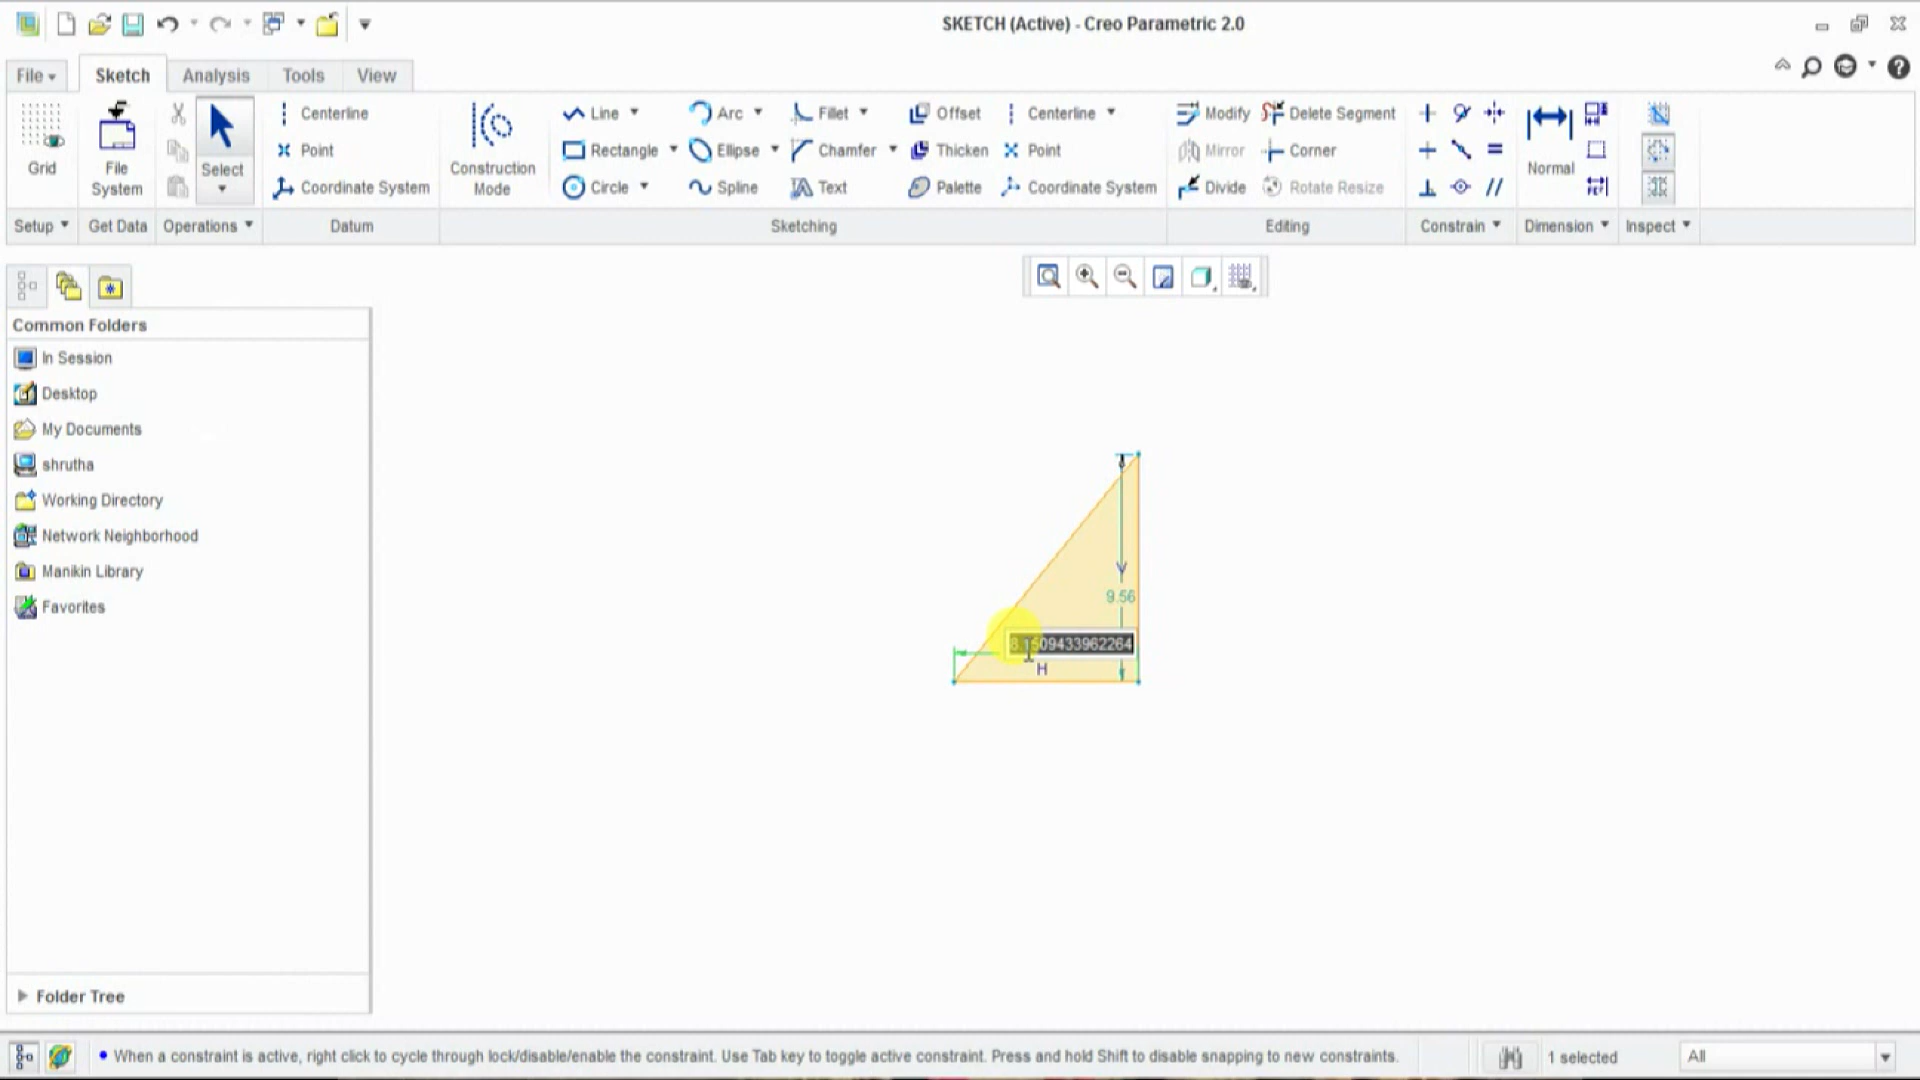 SKETCH (Active) - Creo Parametric 2.0
File Sketch Analysis Tools View
Centerline Line Arc Fillet Offset Centerline Modify Delete Segment
Point Rectangle Ellipse Chamfer Thicken Point Mirror Corner
Grid File System Select Construction Mode Normal
Coordinate System Circle Spline Text Palette Coordinate System Divide Rotate Resize
Setup Get Data Operations Datum Sketching Editing Constrain Dimension Inspect
Common Folders
In Session
Desktop
My Documents
shrutha
Working Directory
Network Neighborhood
Manikin Library
Favorites
V
9.56
8.1509433962264
H
Folder Tree
When a constraint is active, right click to cycle through lock/disable/enable the constraint. Use Tab key to toggle active constraint. Press and hold Shift to disable snapping to new constraints.
1 selected
All